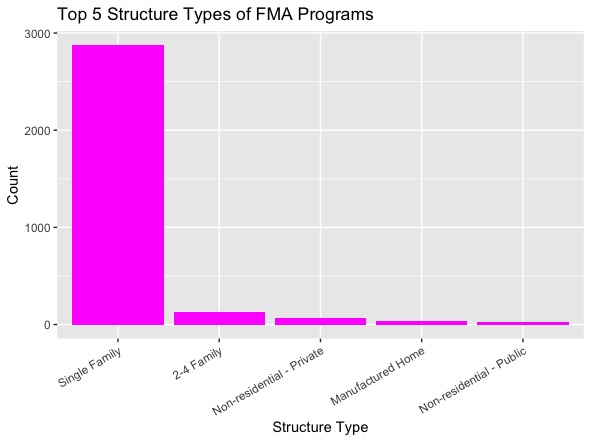 Top 5 Structure Types of FMA Programs
3000
2000
1000
0
Count
Single Family
2-4 Family
Non-residential - Private
Manufactured Home
Non-residential - Public
Structure Type